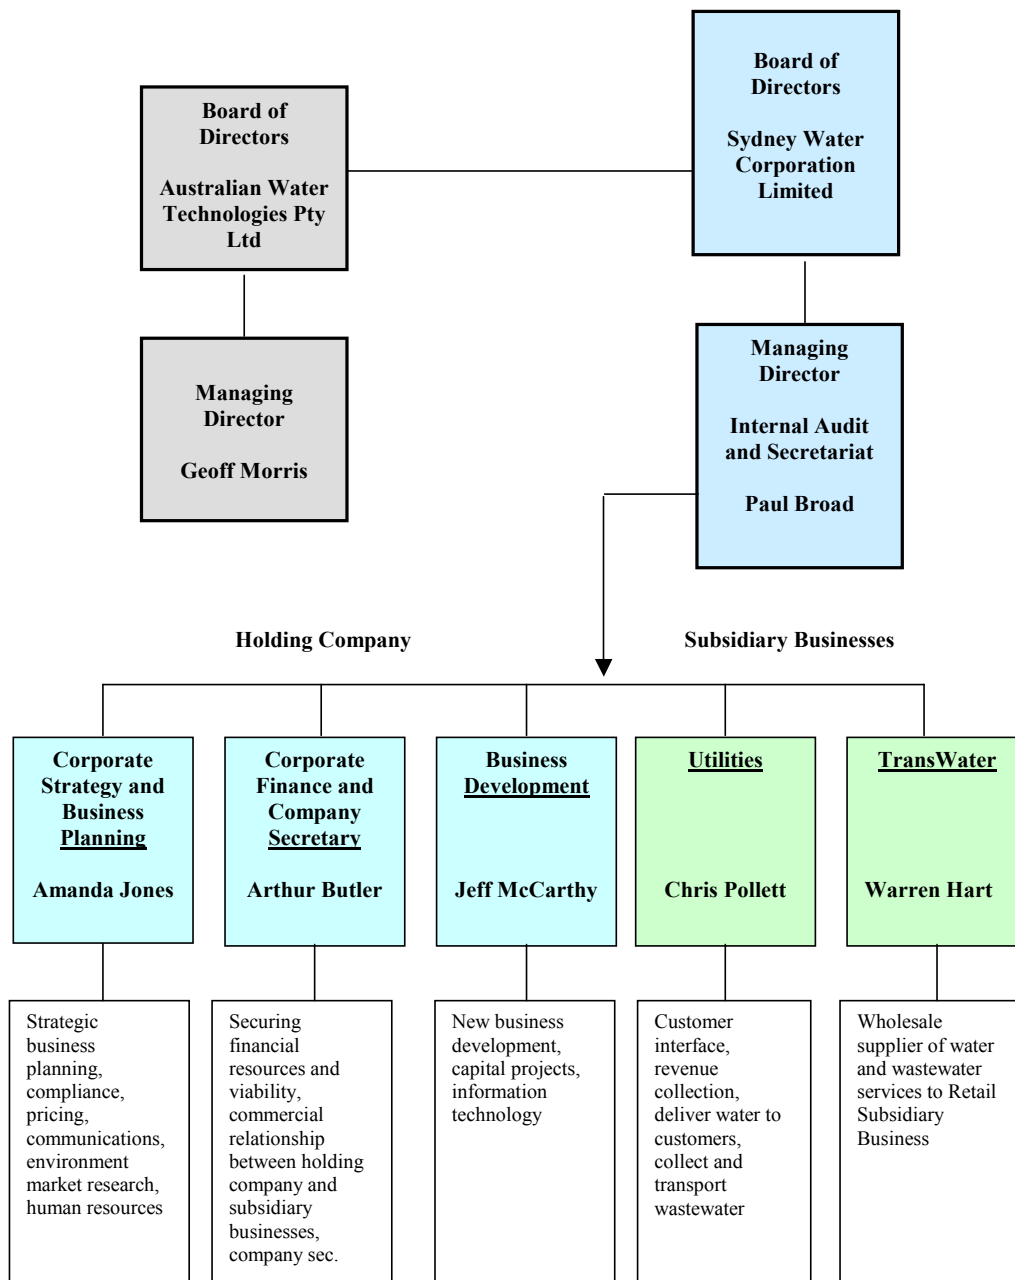 Board of
Directors
Australian Water
Technologies Pty
Ltd
Board of
Directors
Sydney Water
Corporation
Limited
Managing
Director
Geoff Morris
Managing
Director
Internal Audit
and Secretariat
Paul Broad
Holding Company
Subsidiary Businesses
Corporate
Strategy and
Business
Planning
Amanda Jones
Corporate
Finance and
Company
Secretary
Arthur Butler
Business
Development
Jeff McCarthy
Utilities
Chris Pollett
TransWater
Warren Hart
Strategic
business
planning,
compliance,
pricing,
communications,
environment
market research,
human resources
Securing
financial
resources and
viability,
commercial
relationship
between holding
company and
subsidiary
businesses,
company sec.
New business
development,
capital projects,
information
technology
Customer
interface,
revenue
collection,
deliver water to
customers,
collect and
transport
wastewater
Wholesale
supplier of water
and wastewater
services to Retail
Subsidiary
Business